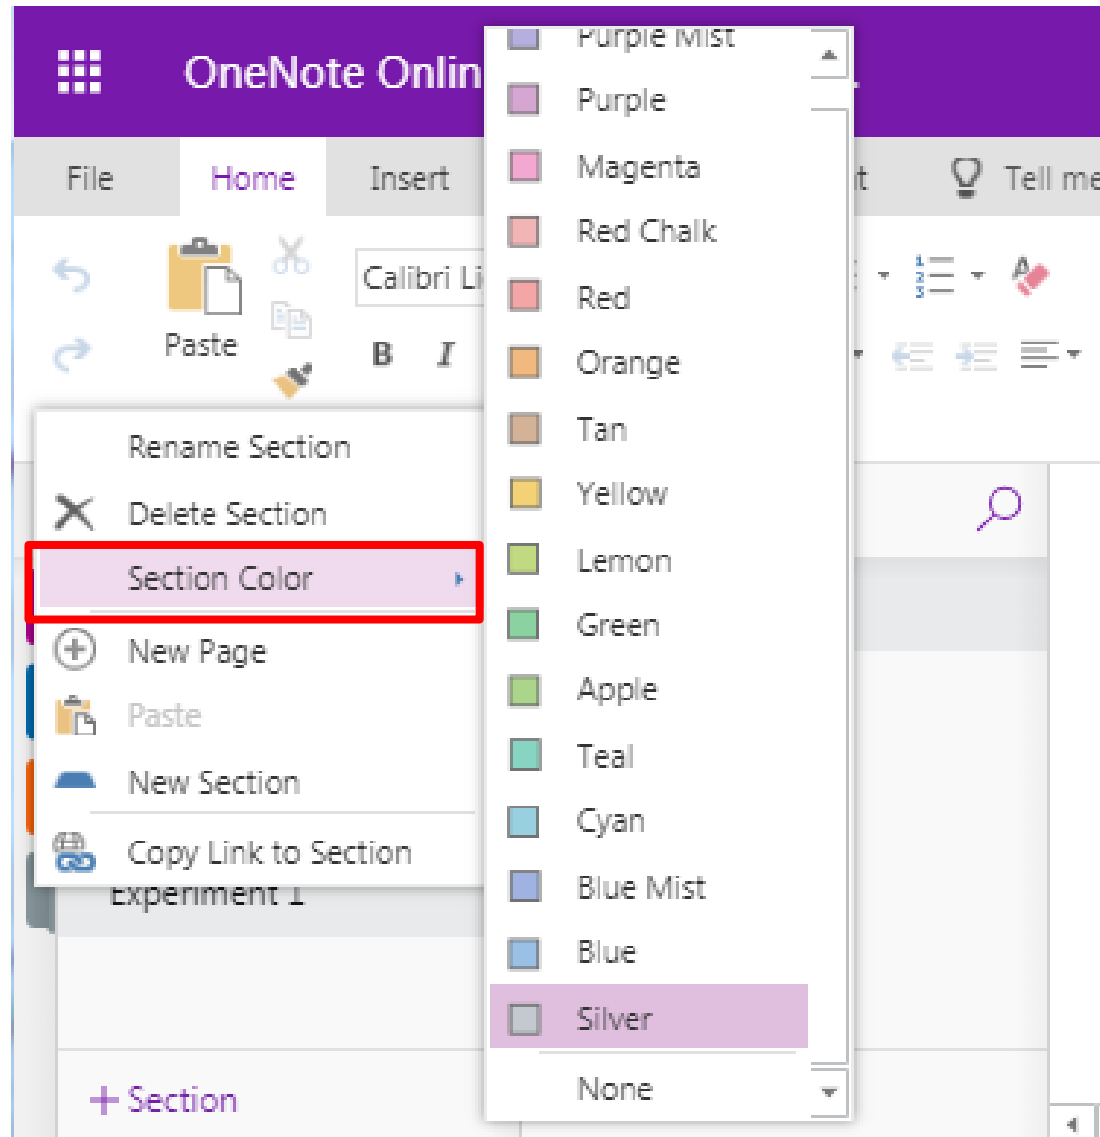 OneNote Onlin
File Home Insert Tell me
Calibri Li
Paste
B I
Rename Section
Delete Section
Section Color
New Page
Paste
New Section
Copy Link to Section
Experiment 1
+ Section
Purple Mist
Purple
Magenta
Red Chalk
Red
Orange
Tan
Yellow
Lemon
Green
Apple
Teal
Cyan
Blue Mist
Blue
Silver
None